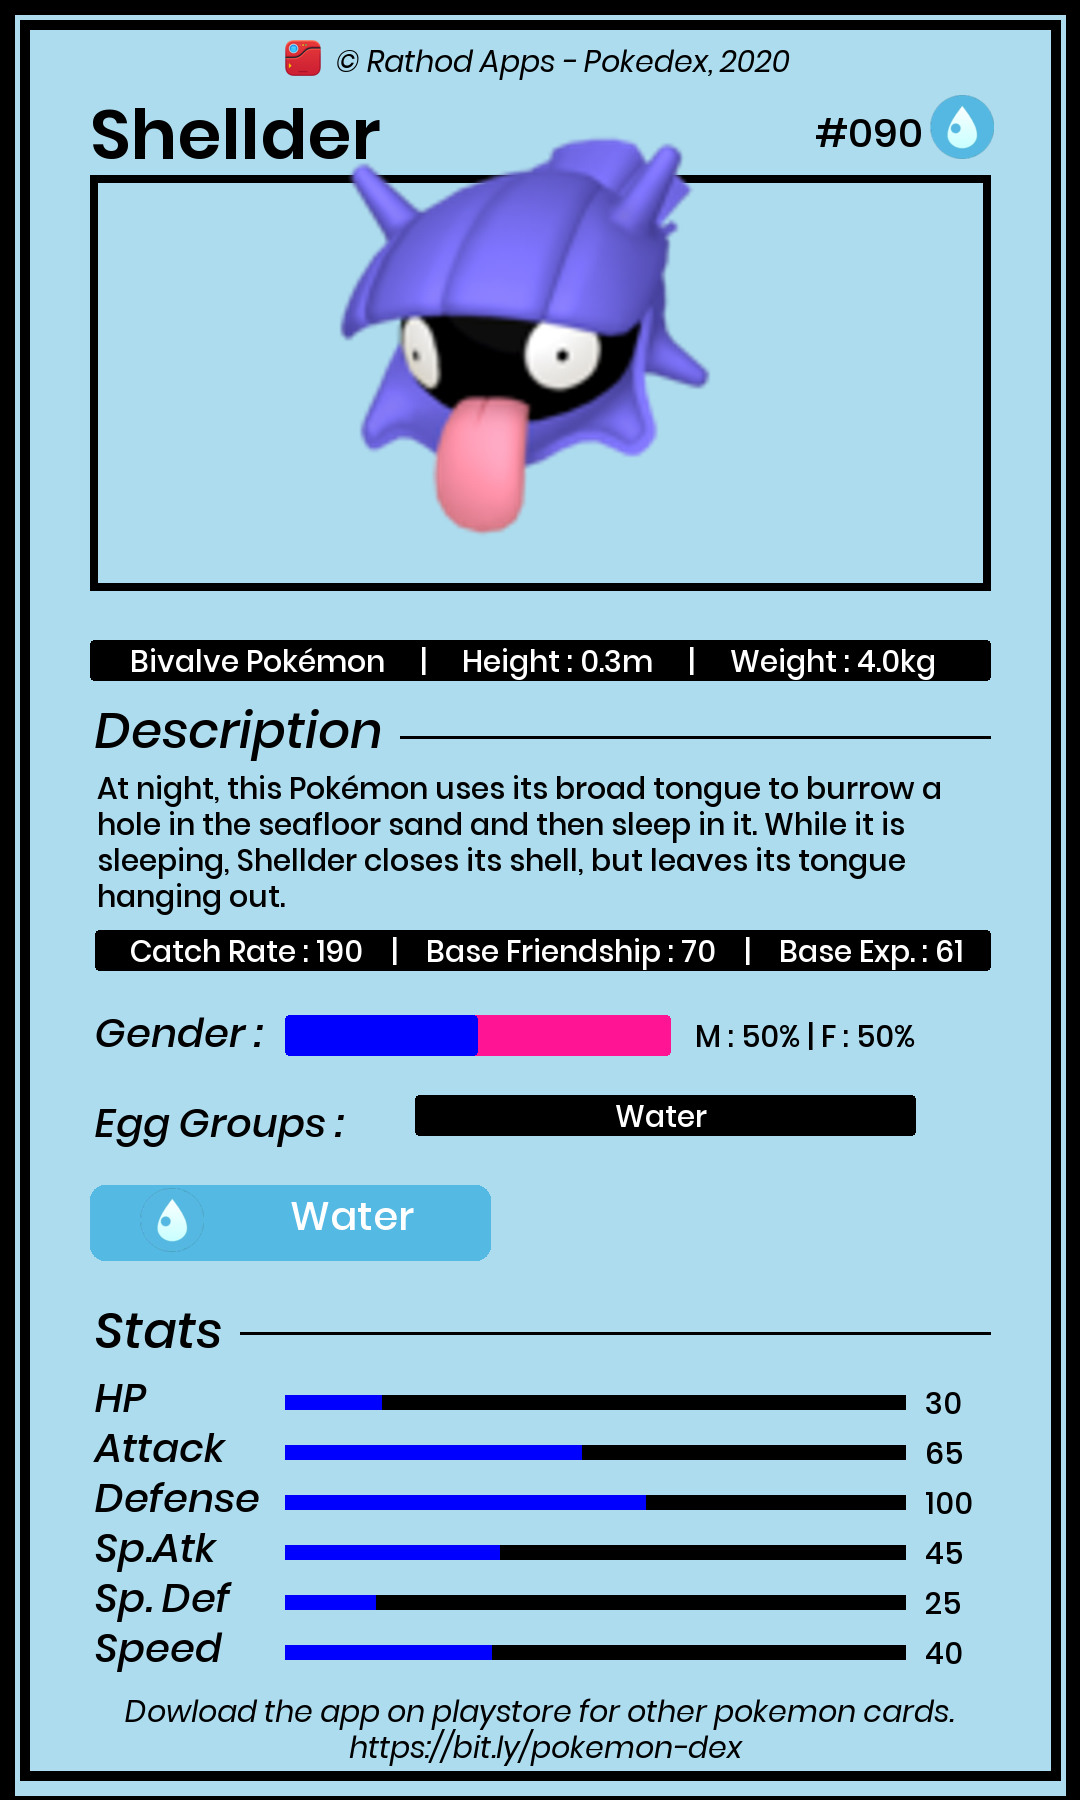 © Rathod Apps - Pokedex, 2020
Shellder
#090
Bivalve Pokémon | Height : 0.3m | Weight : 4.0kg
Description
At night, this Pokémon uses its broad tongue to burrow a
hole in the seafloor sand and then sleep in it. While it is
sleeping, Shellder closes its shell, but leaves its tongue
hanging out.
Catch Rate : 190 | Base Friendship : 70 | Base Exp. : 61
Gender : M : 50% | F : 50%
Egg Groups : Water
Water
Stats
HP 30
Attack 65
Defense 100
Sp.Atk 45
Sp. Def 25
Speed 40
Dowload the app on playstore for other pokemon cards.
https://bit.ly/pokemon-dex